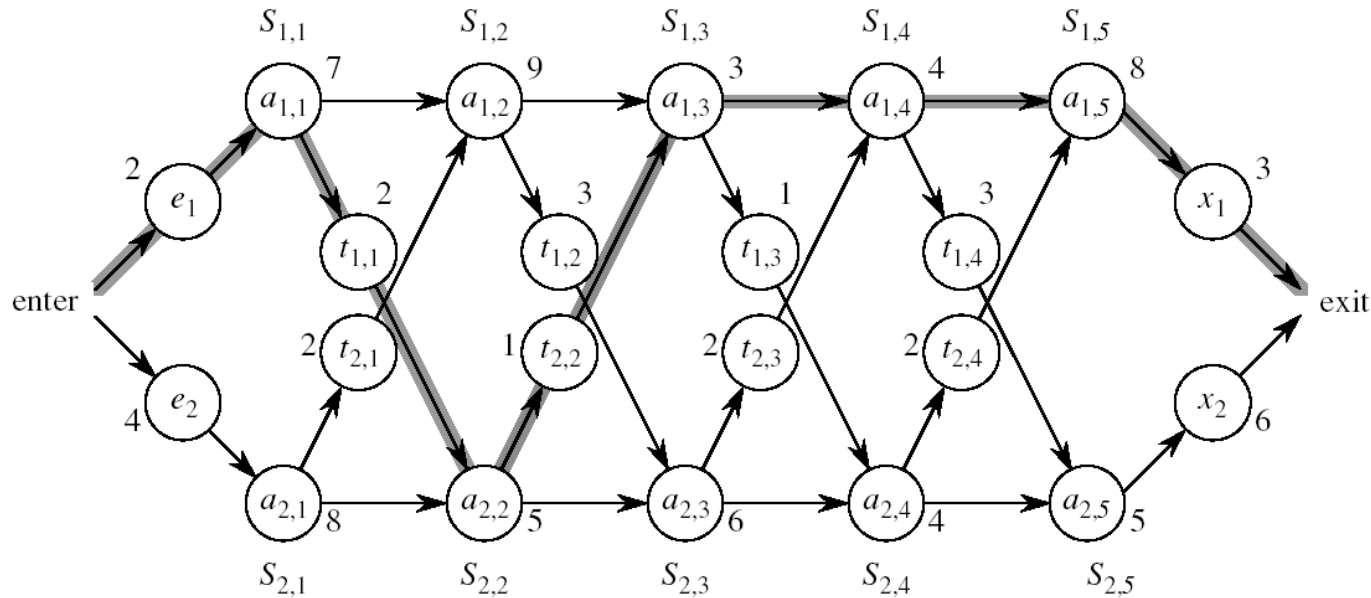 S1,1 S1,2 S1,3 S1,4 S1,5
7 9 3 4 8
a1,1 a1,2 a1,3 a1,4 a1,5
2 2 3 1 3 3
e1 x1
t1,1 t1,2 t1,3 t1,4
enter exit
2 t2,1 1 t2,2 2 t2,3 2 t2,4
4 e2 x2 6
a2,1 a2,2 a2,3 a2,4 a2,5
8 5 6 4 5
S2,1 S2,2 S2,3 S2,4 S2,5